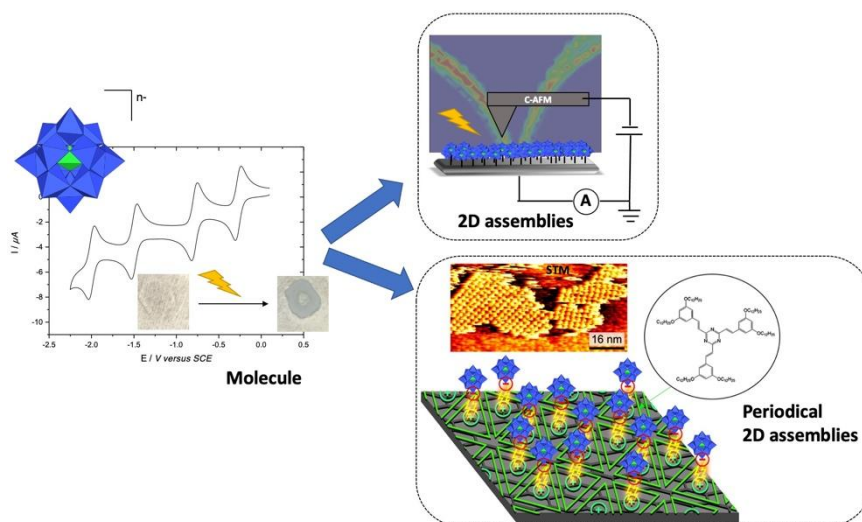 n-
0
-2
-4
-6
-8
-10
I / µA
-2.5 -2.0 -1.5 -1.0 -0.5 0.0 0.5
E / V versus SCE
Molecule
C-AFM
A
2D assemblies
STM
16 nm
Periodical
2D assemblies